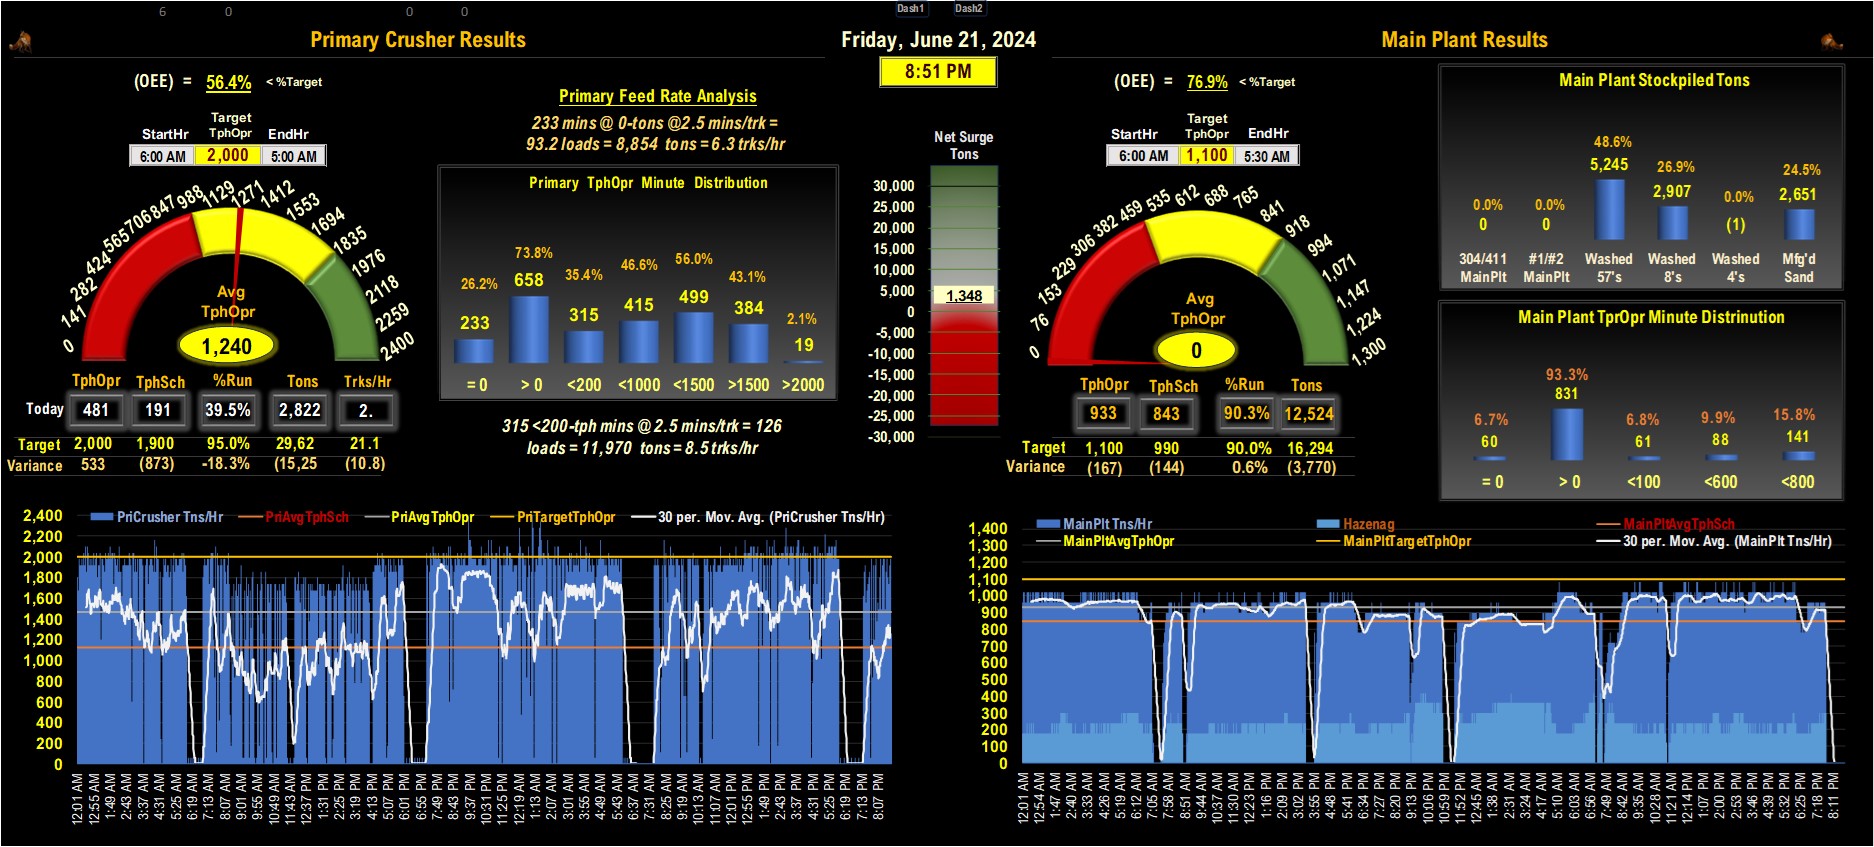 6 0 0 0 Dash1 Dash2
Primary Crusher Results
Friday, June 21, 2024
8:51 PM
Main Plant Results
(OEE) = 56.4% < %Target
StartHr Target TphOpr EndHr
6:00 AM 2,000 5:00 AM
0 141 282 424 565 706 847 988 1129 1271 1412 1553 1694 1835 1976 2118 2259 2400
Avg
TphOpr
1,240
TphOpr TphSch %Run Tons Trks/Hr
Today 481 191 39.5% 2,822 2.
Target 2,000 1,900 95.0% 29,62 21.1
Variance 533 (873) -18.3% (15,25 (10.8)
Primary Feed Rate Analysis
233 mins @ 0-tons @2.5 mins/trk =
93.2 loads = 8,854 tons = 6.3 trks/hr
Primary TphOpr Minute Distribution
26.2% 73.8% 35.4% 46.6% 56.0% 43.1% 2.1%
233 658 315 415 499 384 19
= 0 > 0 <200 <1000 <1500 >1500 >2000
315 <200-tph mins @ 2.5 mins/trk = 126
loads = 11,970 tons = 8.5 trks/hr
Net Surge
Tons
30,000
25,000
20,000
15,000
10,000
5,000
1,348
0
-5,000
-10,000
-15,000
-20,000
-25,000
-30,000
(OEE) = 76.9% < %Target
StartHr Target TphOpr EndHr
6:00 AM 1,100 5:30 AM
0 76 153 229 306 382 459 535 612 688 765 841 918 994 1,071 1,147 1,224 1,300
Avg
TphOpr
0
TphOpr TphSch %Run Tons
933 843 90.3% 12,524
Target 1,100 990 90.0% 16,294
Variance (167) (144) 0.6% (3,770)
Main Plant Stockpiled Tons
0.0% 0.0% 48.6% 26.9% 0.0% 24.5%
0 0 5,245 2,907 (1) 2,651
304/411 #1/#2 Washed Washed Washed Mfg'd
MainPlt MainPlt 57's 8's 4's Sand
Main Plant TprOpr Minute Distrinution
6.7% 93.3% 6.8% 9.9% 15.8%
60 831 61 88 141
= 0 > 0 <100 <600 <800
PriCrusher Tns/Hr PriAvgTphSch PriAvgTphOpr PriTargetTphOpr 30 per. Mov. Avg. (PriCrusher Tns/Hr)
2,400
2,200
2,000
1,800
1,600
1,400
1,200
1,000
800
600
400
200
0
12:01 AM 12:55 AM 1:49 AM 2:43 AM 3:37 AM 4:31 AM 5:25 AM 6:19 AM 7:13 AM 8:07 AM 9:01 AM 9:55 AM 10:49 AM 11:43 AM 12:37 PM 1:31 PM 2:25 PM 3:19 PM 4:13 PM 5:07 PM 6:01 PM 6:55 PM 7:49 PM 8:43 PM 9:37 PM 10:31 PM 11:25 PM 12:19 AM 1:13 AM 2:07 AM 3:01 AM 3:55 AM 4:49 AM 5:43 AM 6:37 AM 7:31 AM 8:25 AM 9:19 AM 10:13 AM 11:07 AM 12:01 PM 12:55 PM 1:49 PM 2:43 PM 3:37 PM 4:31 PM 5:25 PM 6:19 PM 7:13 PM 8:07 PM
MainPlt Tns/Hr Hazenag MainPltAvgTphSch
MainPltAvgTphOpr MainPltTargetTphOpr 30 per. Mov. Avg. (MainPlt Tns/Hr)
1,400
1,300
1,200
1,100
1,000
900
800
700
600
500
400
300
200
100
0
12:01 AM 12:54 AM 1:47 AM 2:40 AM 3:33 AM 4:26 AM 5:19 AM 6:12 AM 7:05 AM 7:58 AM 8:51 AM 9:44 AM 10:37 AM 11:30 AM 12:23 PM 1:16 PM 2:09 PM 3:02 PM 3:55 PM 4:48 PM 5:41 PM 6:34 PM 7:27 PM 8:20 PM 9:13 PM 10:06 PM 10:59 PM 11:52 PM 12:45 AM 1:38 AM 2:31 AM 3:24 AM 4:17 AM 5:10 AM 6:03 AM 6:56 AM 7:49 AM 8:42 AM 9:35 AM 10:28 AM 11:21 AM 12:14 PM 1:07 PM 2:00 PM 2:53 PM 3:46 PM 4:39 PM 5:32 PM 6:25 PM 7:18 PM 8:11 PM